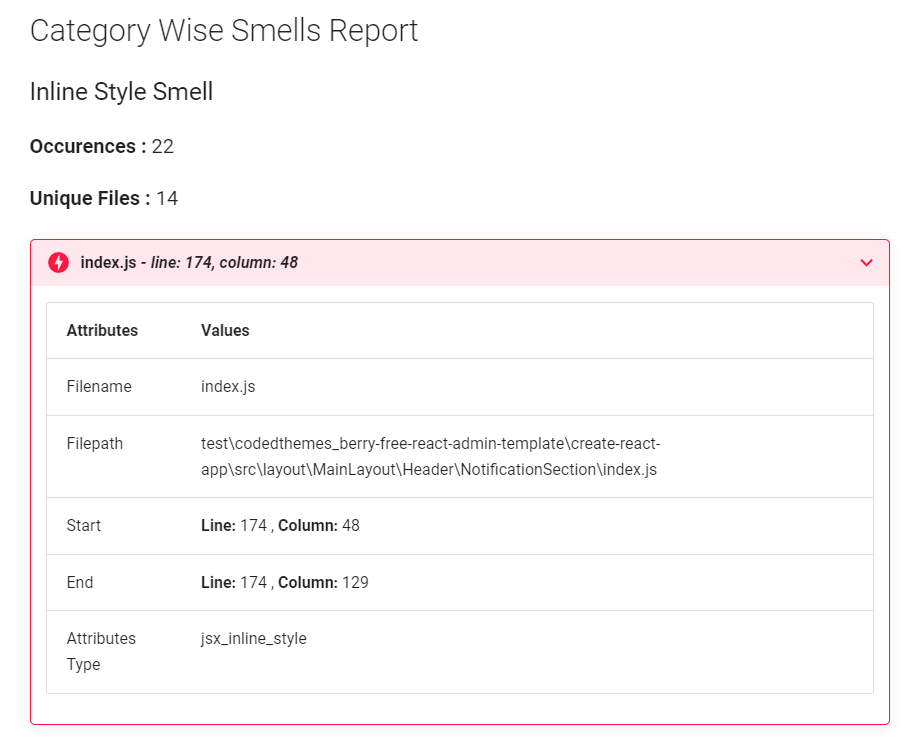 Category Wise Smells Report
Inline Style Smell
Occurences : 22
Unique Files : 14
index.js - line: 174, column: 48
Attributes Values
Filename index.js
Filepath test\codedthemes_berry-free-react-admin-template\create-react-
app\src\layout\MainLayout\Header\NotificationSection\index.js
Start Line: 174 , Column: 48
End Line: 174 , Column: 129
Attributes jsx_inline_style
Type